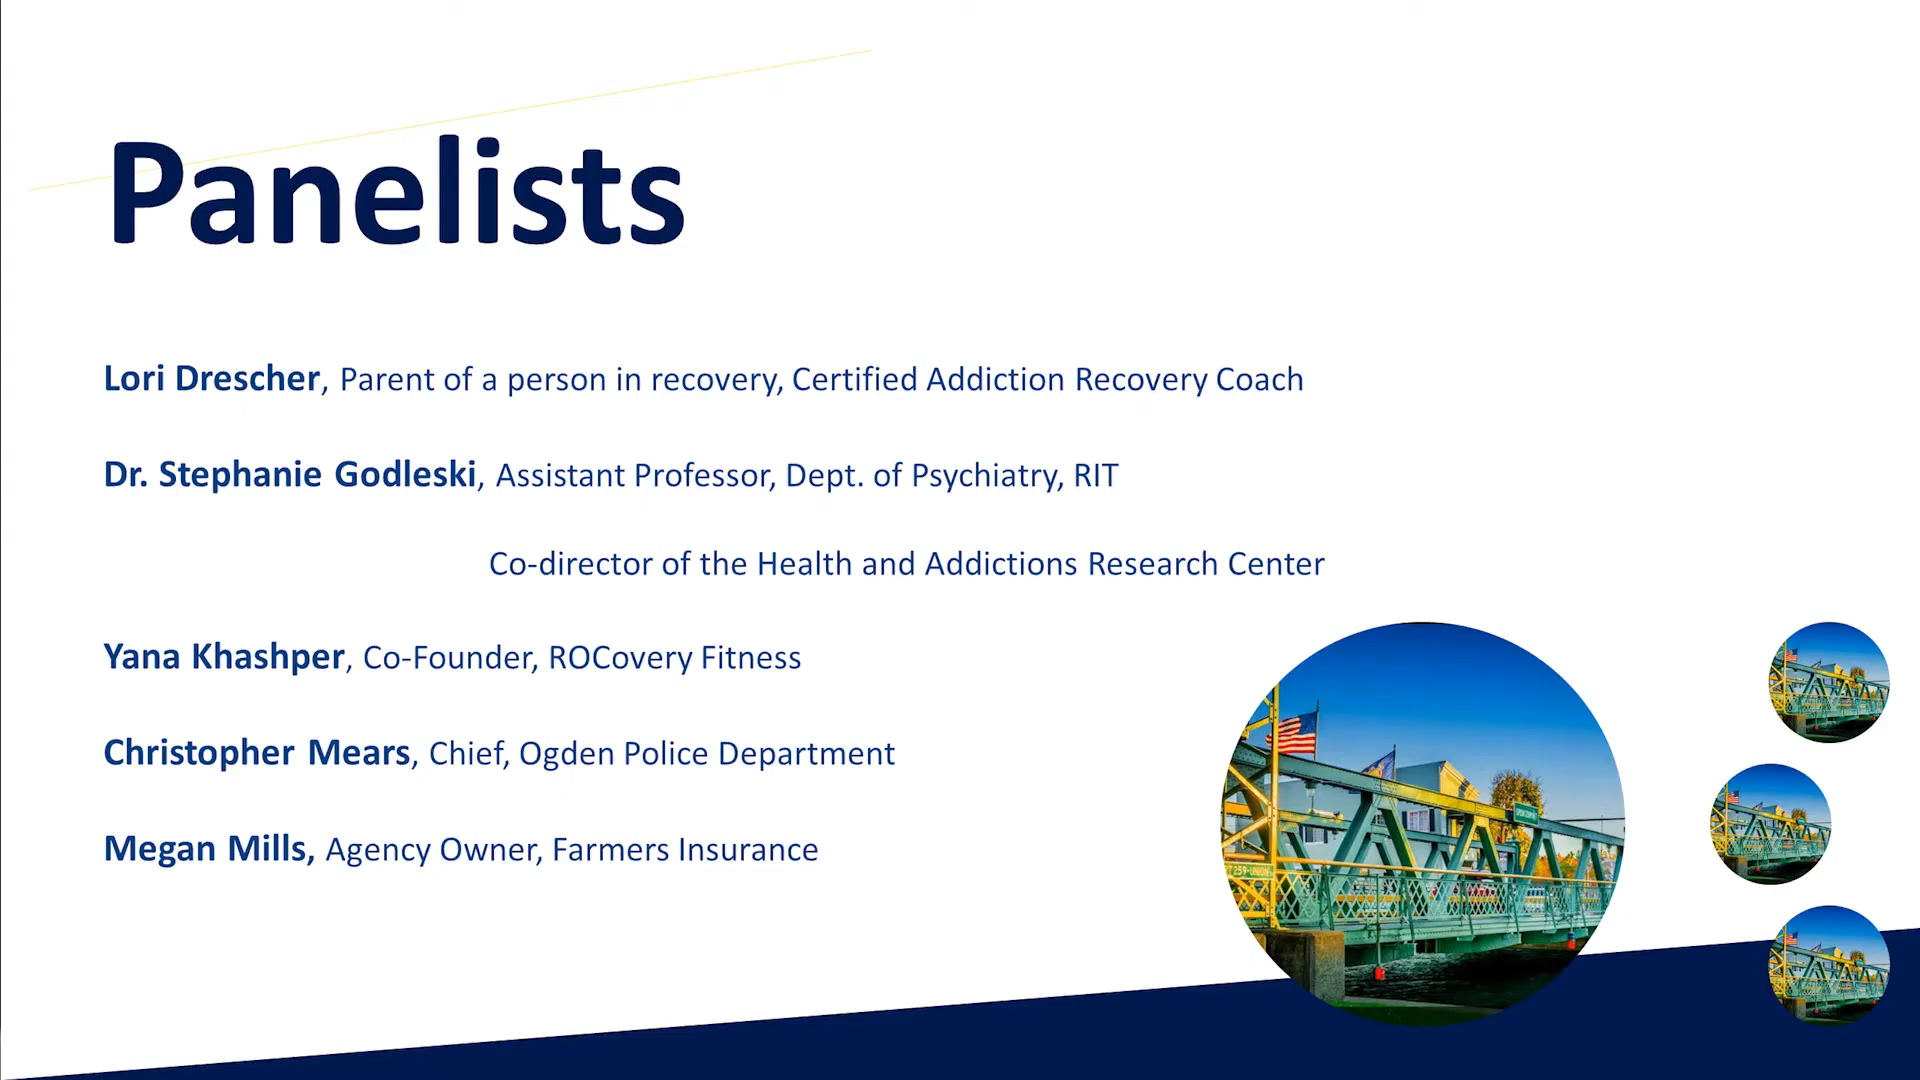 Panelists
Lori Drescher, Parent of a person in recovery, Certified Addiction Recovery Coach
Dr. Stephanie Godleski, Assistant Professor, Dept. of Psychiatry, RIT
Co-director of the Health and Addictions Research Center
Yana Khashper, Co-Founder, ROCovery Fitness
Christopher Mears, Chief, Ogden Police Department
Megan Mills, Agency Owner, Farmers Insurance